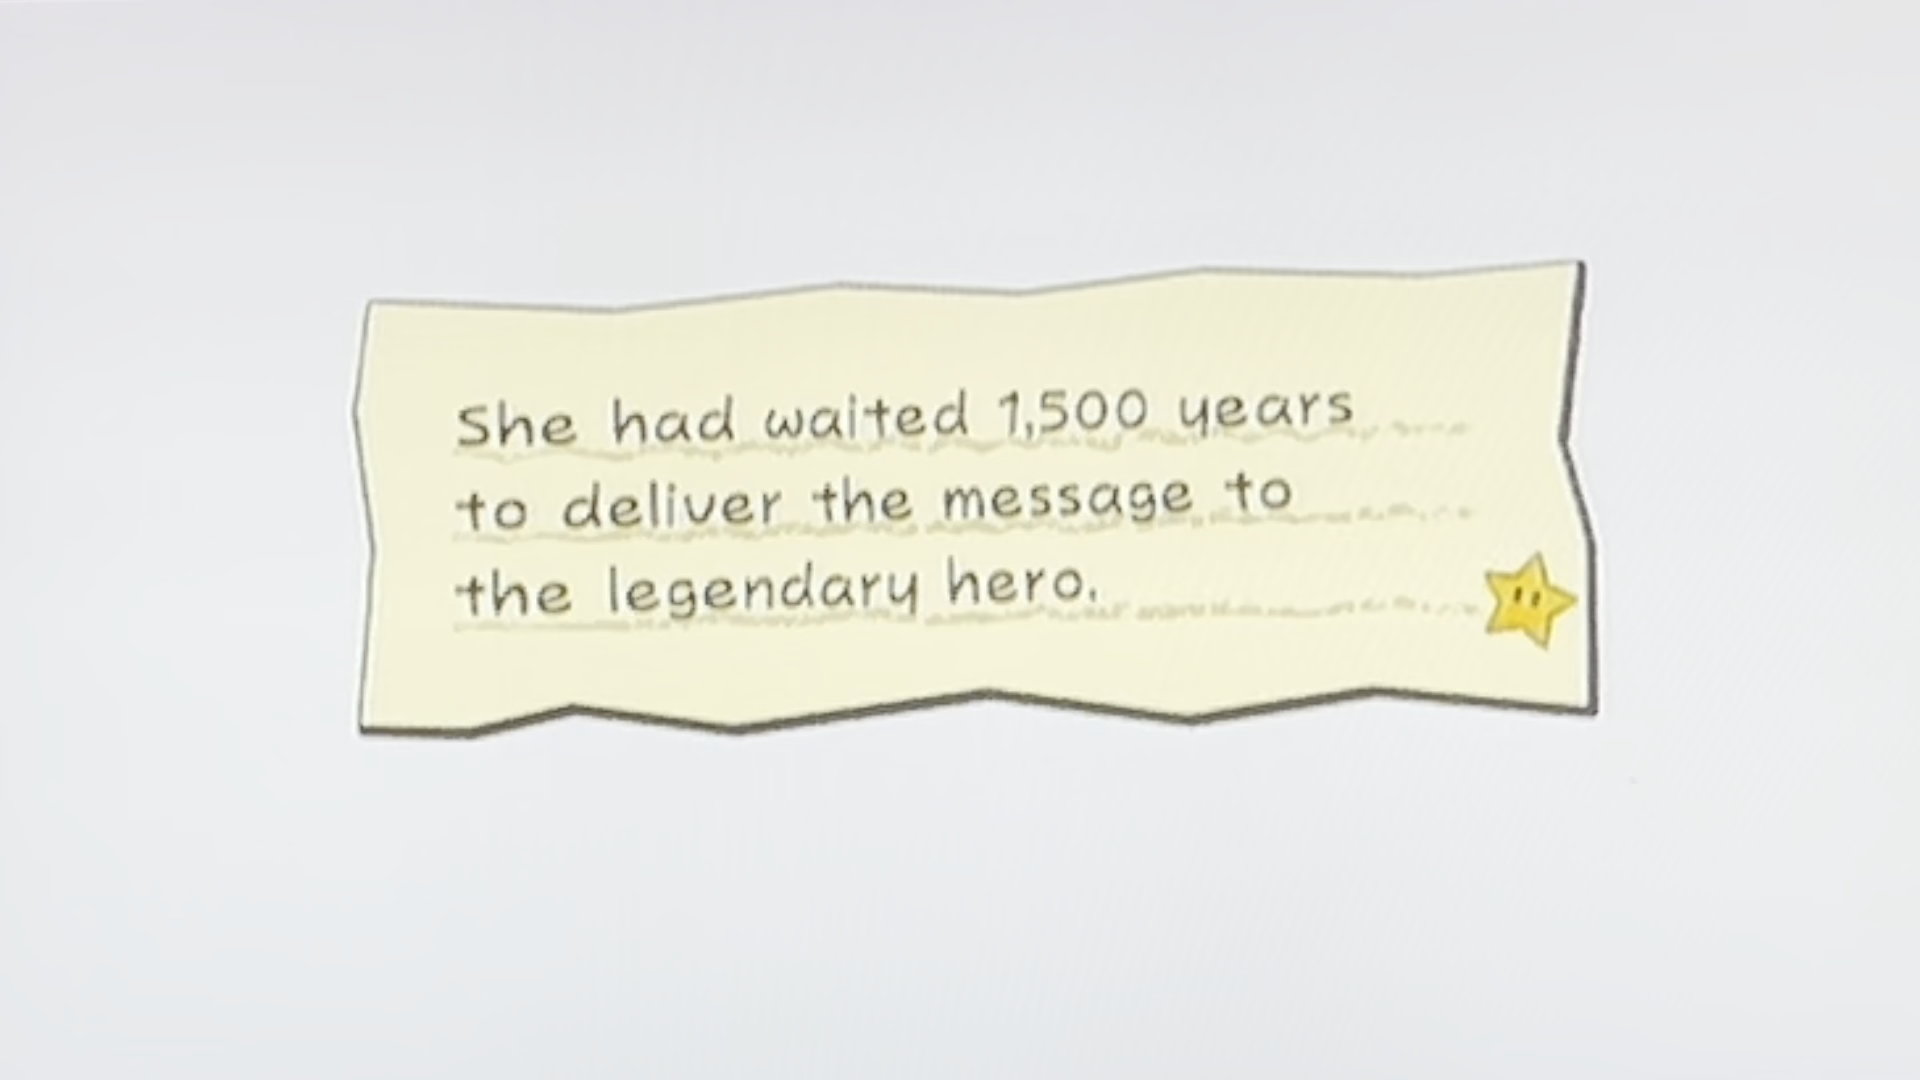 She had waited 1,500 years
to deliver the message to
the legendary hero.